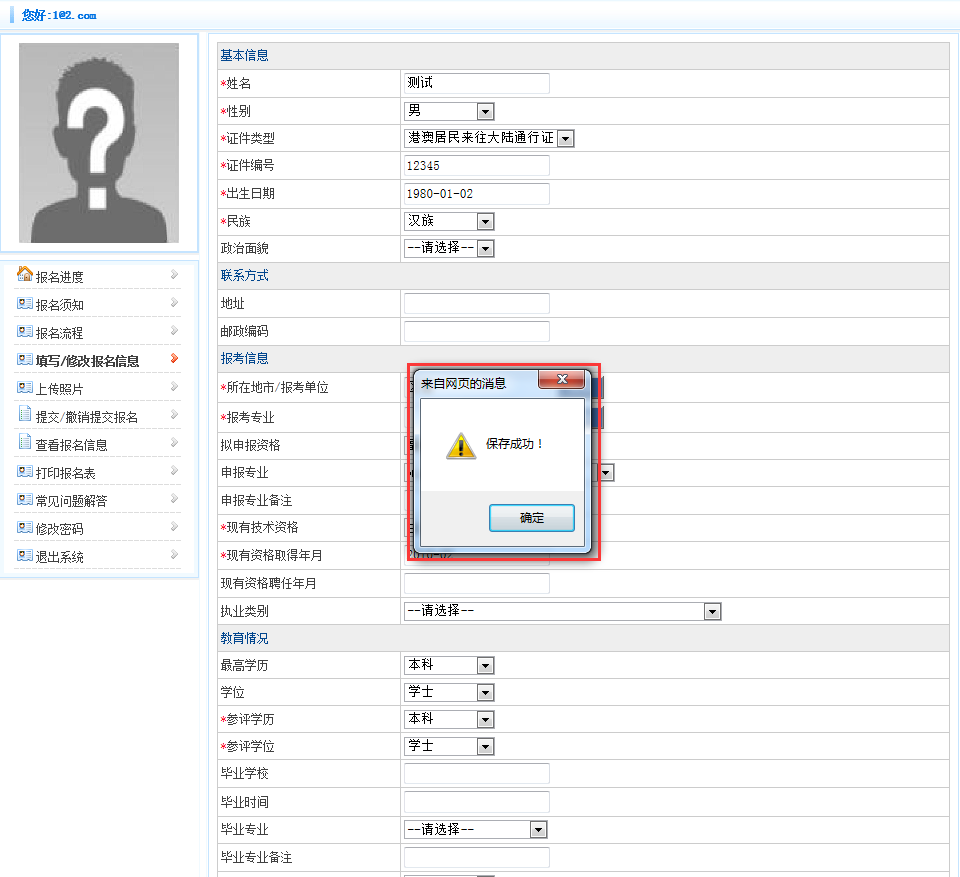 您好:1@2.com
报名进度
报名须知
报名流程
填写/修改报名信息
上传照片
提交/撤销提交报名
查看报名信息
打印报名表
常见问题解答
修改密码
退出系统
基本信息
*姓名 测试
*性别 男
*证件类型 港澳居民来往大陆通行证
*证件编号 12345
*出生日期 1980-01-02
*民族 汉族
政治面貌 --请选择--
联系方式
地址
邮政编码
报考信息
*所在地市/报考单位
*报考专业
拟申报资格
申报专业
申报专业备注
*现有技术资格
*现有资格取得年月
现有资格聘任年月
执业类别 --请选择--
来自网页的消息
保存成功！
确定
教育情况
最高学历 本科
学位 学士
*参评学历 本科
*参评学位 学士
毕业学校
毕业时间
毕业专业 --请选择--
毕业专业备注